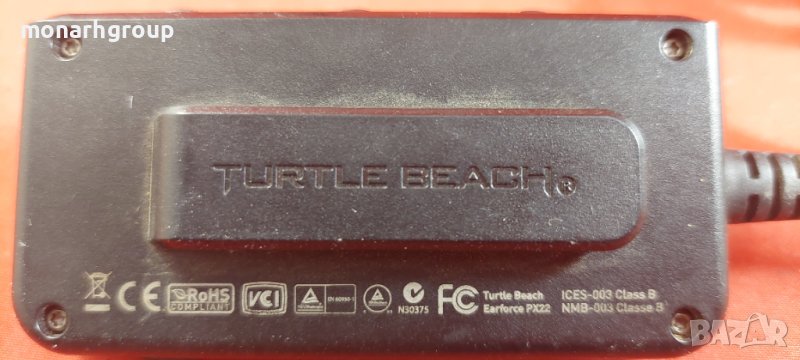 monarhgroup
TURTLE BEACH®
CE RoHS COMPLIANT VCI EN 60950-1 N30375 FC Turtle Beach ICES-003 Class B
Earforce PX22 NMB-003 Classe B
BAZAR